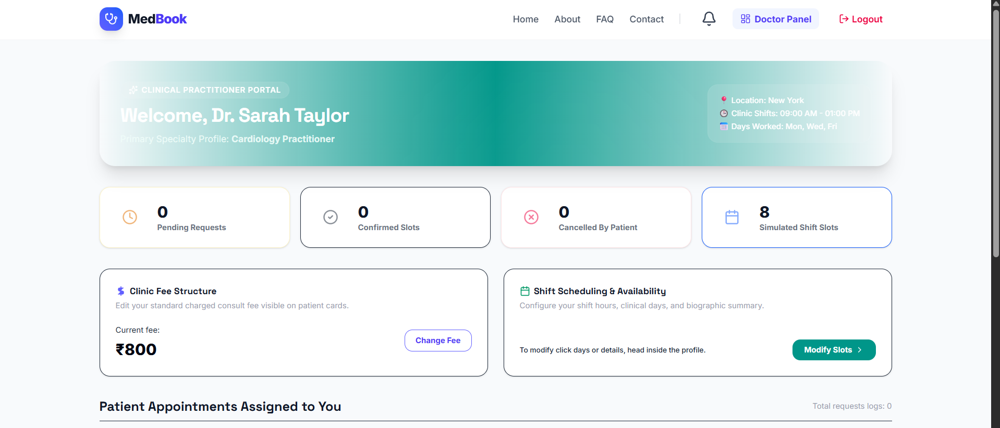 MedBook
Home
About
FAQ
Contact
Doctor Panel
Logout
CLINICAL PRACTITIONER PORTAL
Welcome, Dr. Sarah Taylor
Primary Specialty Profile: Cardiology Practitioner
Location: New York
Clinic Shifts: 09:00 AM - 01:00 PM
Days Worked: Mon, Wed, Fri
0
Pending Requests
0
Confirmed Slots
0
Cancelled By Patient
8
Simulated Shift Slots
Clinic Fee Structure
Edit your standard charged consult fee visible on patient cards.
Current fee:
₹800
Change Fee
Shift Scheduling & Availability
Configure your shift hours, clinical days, and biographic summary.
To modify click days or details, head inside the profile.
Modify Slots
Patient Appointments Assigned to You
Total requests logs: 0